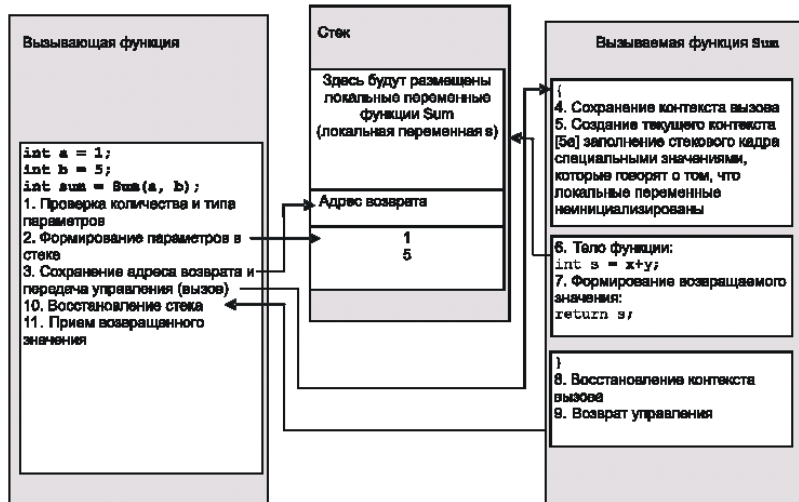 Вызывающая функция
int a = 1;
int b = 5;
int sum = Sum(a, b);
1. Проверка количества и типа
параметров
2. Формирование параметров в
стеке
3. Сохранение адреса возврата и
передача управления (вызов)
10. Восстановление стека
11. Прием возвращенного
значения
Стек
Здесь будут размещены
локальные переменные
функции Sum
(локальная переменная s)
Адрес возврата
1
5
Вызываемая функция Sum
{
4. Сохранение контекста вызова
5. Создание текущего контекста
[5a] заполнение стекового кадра
специальными значениями,
которые говорят о том, что
локальные переменные
неинициализированы
6. Тело функции:
int s = x+y;
7. Формирование возвращаемого
значения:
return s;
}
8. Восстановление контекста
вызова
9. Возврат управления